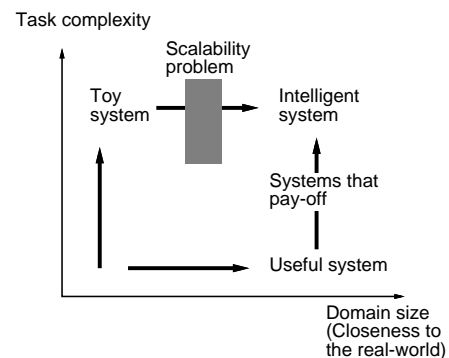 Task complexity
Scalability
problem
Toy
system
Intelligent
system
Systems that
pay-off
Useful system
Domain size
(Closeness to
the real-world)